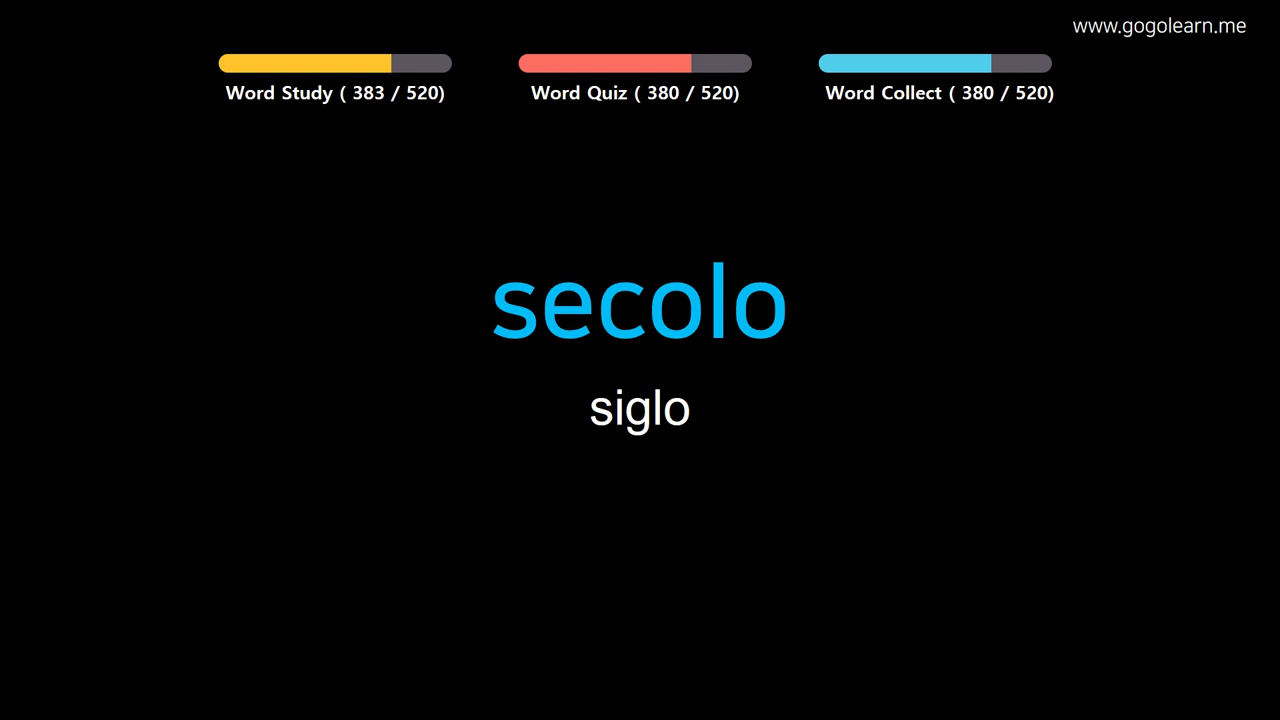 www.gogolearn.me
Word Study ( 383 / 520)
Word Quiz ( 380 / 520)
Word Collect ( 380 / 520)
secolo
siglo